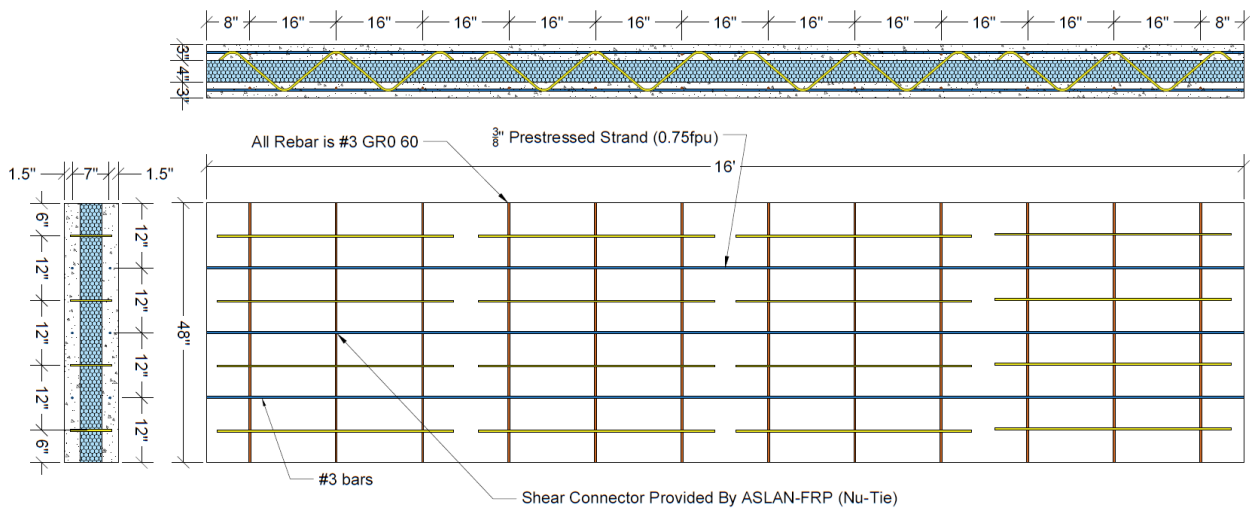 8" 16" 16" 16" 16" 16" 16" 16" 16" 16" 16" 16" 8"
3"
4"
3"
All Rebar is #3 GR0 60
3/8" Prestressed Strand (0.75fpu)
16'
1.5" 7" 1.5"
6"
12"
12"
12"
6"
12"
12"
12"
12"
48"
#3 bars
Shear Connector Provided By ASLAN-FRP (Nu-Tie)